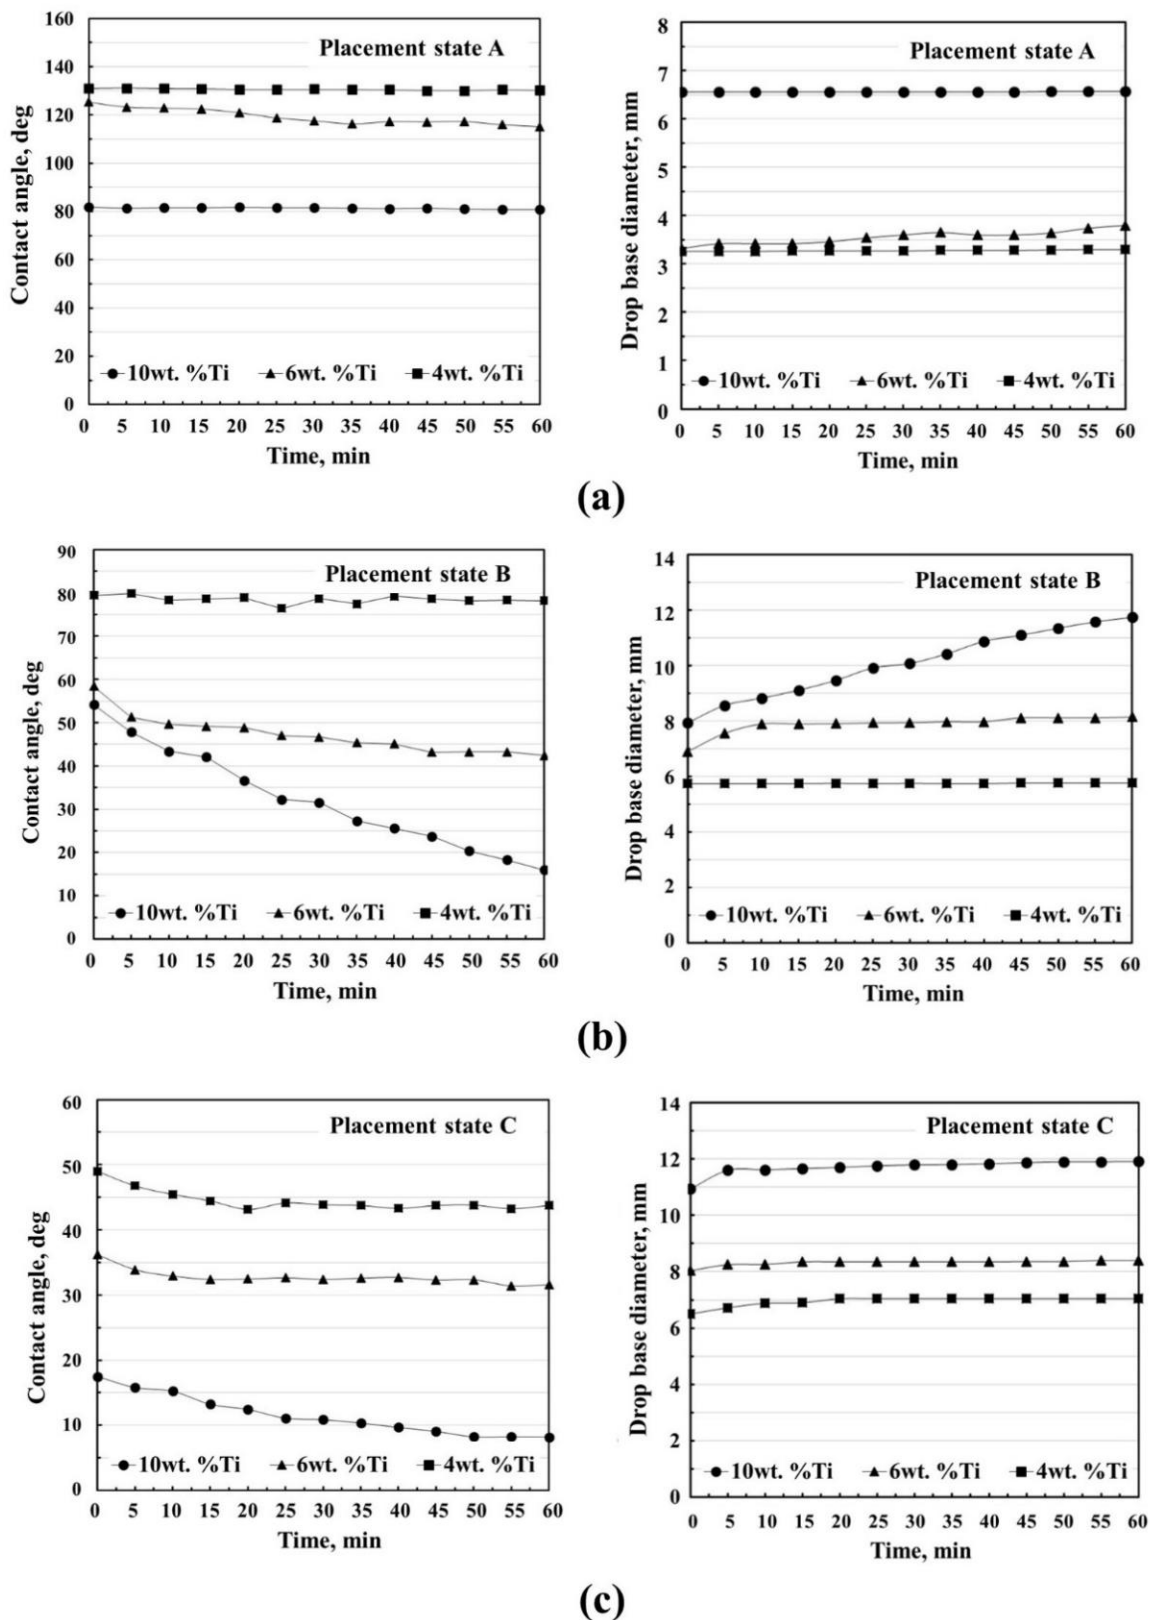 Placement state A
Contact angle, deg
160
140
120
100
80
60
40
20
0
10wt. %Ti 6wt. %Ti 4wt. %Ti
0 5 10 15 20 25 30 35 40 45 50 55 60
Time, min
Placement state A
Drop base diameter, mm
8
7
6
5
4
3
2
1
0
10wt. %Ti 6wt. %Ti 4wt. %Ti
0 5 10 15 20 25 30 35 40 45 50 55 60
Time, min
(a)
Placement state B
Contact angle, deg
90
80
70
60
50
40
30
20
10
0
10wt. %Ti 6wt. %Ti 4wt. %Ti
0 5 10 15 20 25 30 35 40 45 50 55 60
Time, min
Placement state B
Drop base diameter, mm
14
12
10
8
6
4
2
0
10wt. %Ti 6wt. %Ti 4wt. %Ti
0 5 10 15 20 25 30 35 40 45 50 55 60
Time, min
(b)
Placement state C
Contact angle, deg
60
50
40
30
20
10
0
10wt. %Ti 6wt. %Ti 4wt. %Ti
0 5 10 15 20 25 30 35 40 45 50 55 60
Time, min
Placement state C
Drop base diameter, mm
14
12
10
8
6
4
2
0
10wt. %Ti 6wt. %Ti 4wt. %Ti
0 5 10 15 20 25 30 35 40 45 50 55 60
Time, min
(c)